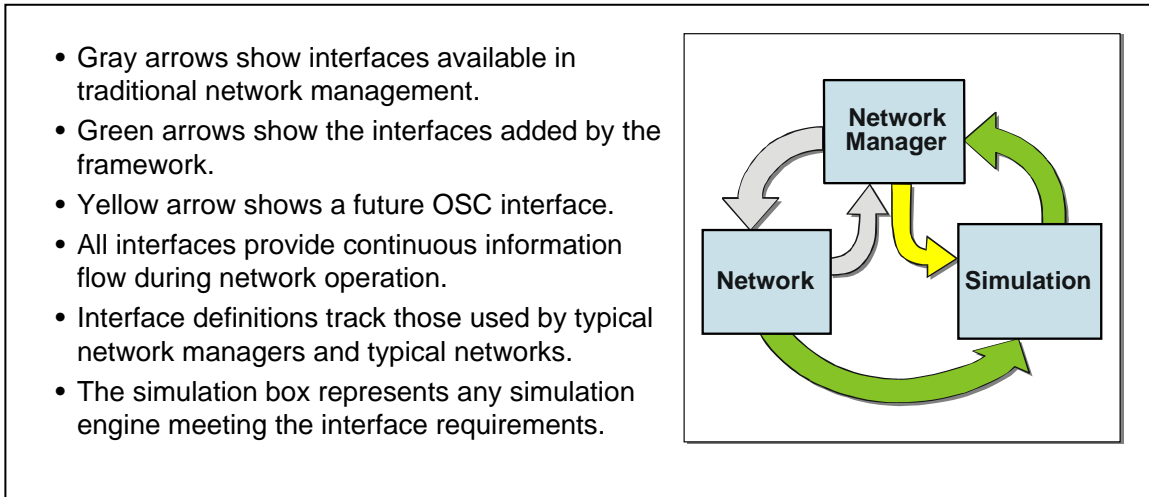 • Gray arrows show interfaces available in
traditional network management.
• Green arrows show the interfaces added by the
framework.
• Yellow arrow shows a future OSC interface.
• All interfaces provide continuous information
flow during network operation.
• Interface definitions track those used by typical
network managers and typical networks.
• The simulation box represents any simulation
engine meeting the interface requirements.
Network
Manager
Network
Simulation